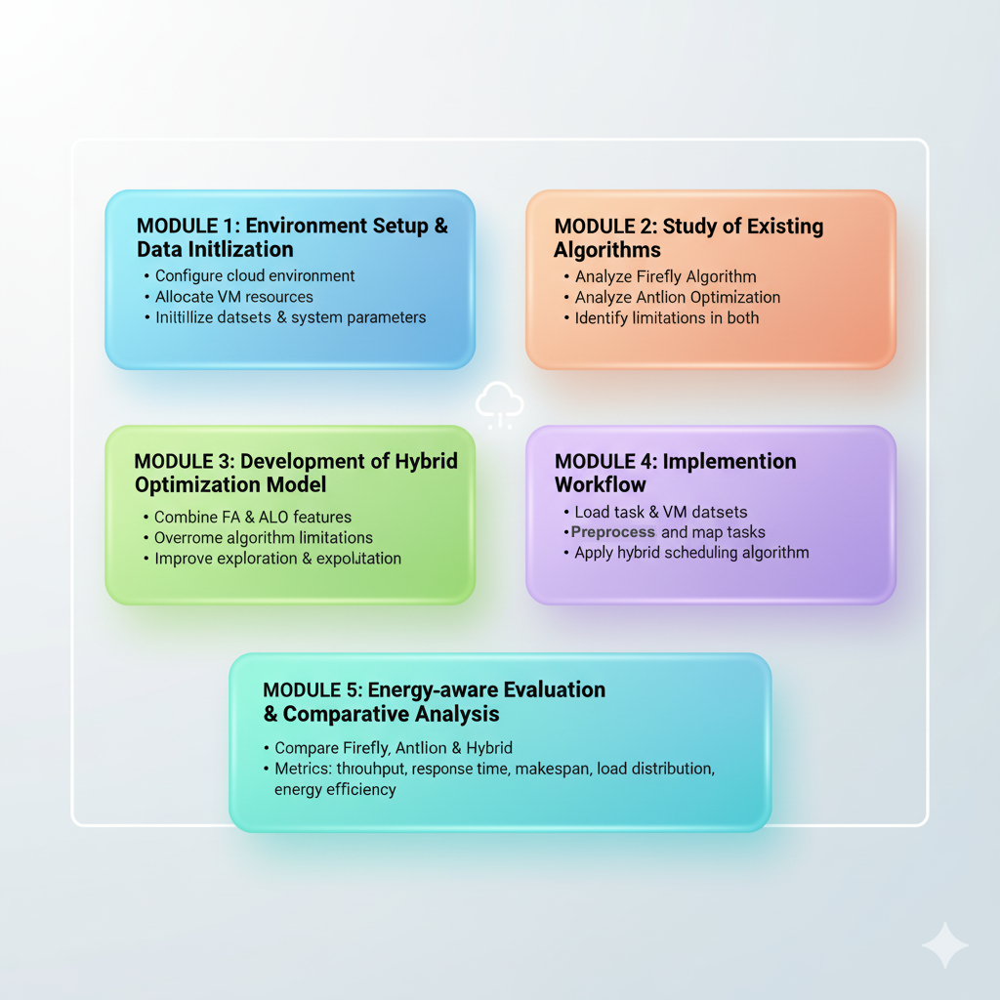 MODULE 1: Environment Setup &
Data Initlization
• Configure cloud environment
• Allocate VM resources
• Initlilize datsets & system parameters
MODULE 2: Study of Existing
Algorithms
• Analyze Firefly Algorithm
• Analyze Antlion Optimization
• Identify limitations in both
MODULE 3: Development of Hybrid
Optimization Model
• Combine FA & ALO features
• Overrome algorithm limitations
• Improve exploration & expoLitation
MODULE 4: Implemention
Workflow
• Load task & VM datsets
•Preprocess and map tasks
• Apply hybrid scheduling algorithm
MODULE 5: Energy-aware Evaluation
& Comparative Analysis
• Compare Firefly, Antlion & Hybrid
• Metrics: throuhput, response time, makespan, load distribution,
energy efficiency